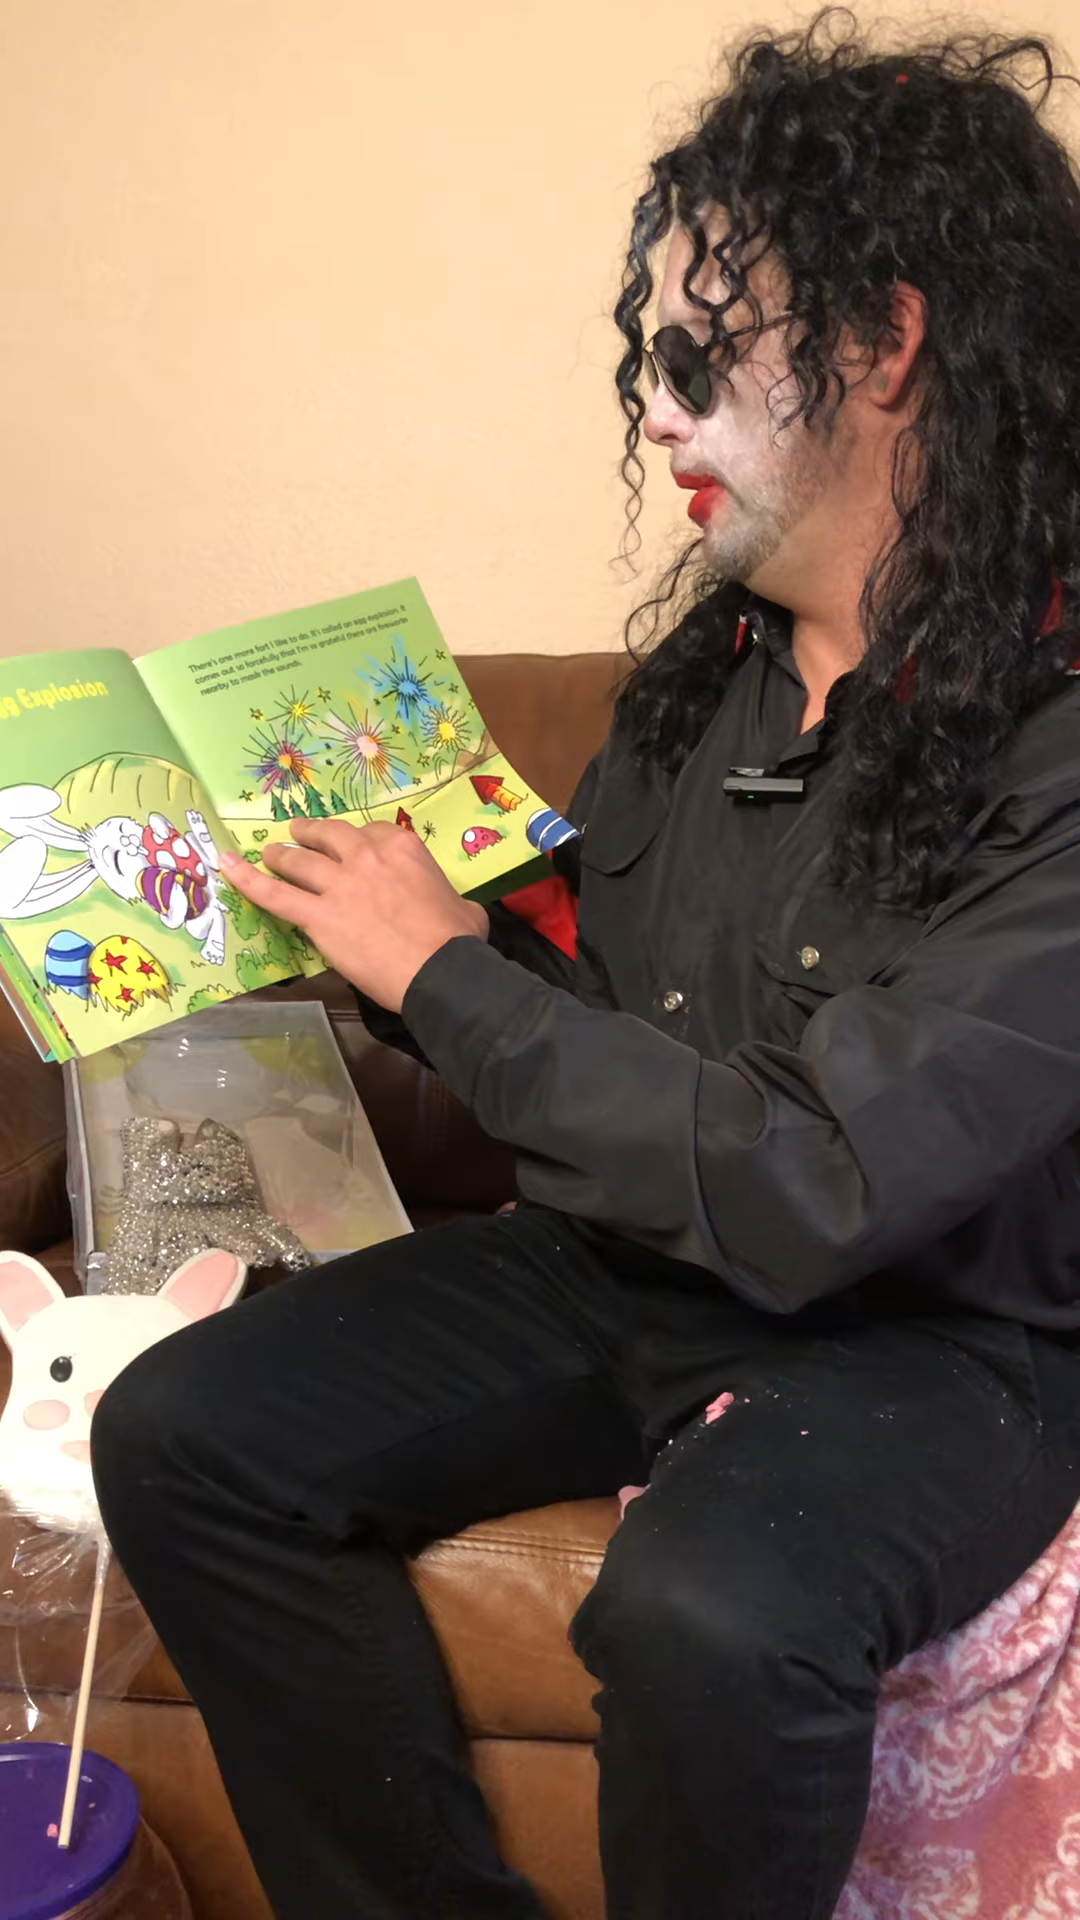 gg Explosion
There's one more fart I like to do. It's called an egg explosion. It
comes out so forcefully that I'm so grateful there are fireworks
nearby to mask the sounds.